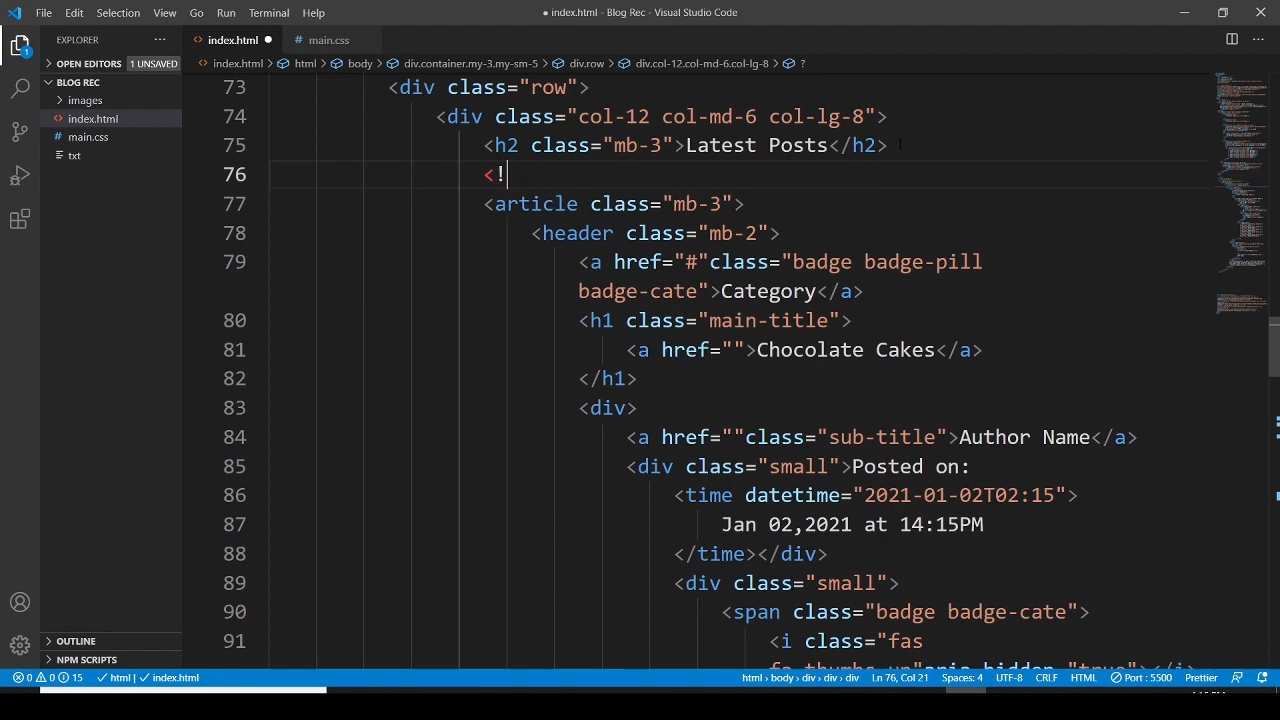 File Edit Selection View Go Run Terminal Help
● index.html - Blog Rec - Visual Studio Code
EXPLORER
index.html
main.css
OPEN EDITORS 1 UNSAVED
index.html > html > body > div.container.my-3.my-sm-5 > div.row > div.col-12.col-md-6.col-lg-8 > ?
BLOG REC
images
index.html
main.css
txt
OUTLINE
NPM SCRIPTS
1
73 <div class="row">
74 <div class="col-12 col-md-6 col-lg-8">
75 <h2 class="mb-3">Latest Posts</h2>
76 <!
77 <article class="mb-3">
78 <header class="mb-2">
79 <a href="#"class="badge badge-pill
badge-cate">Category</a>
80 <h1 class="main-title">
81 <a href="">Chocolate Cakes</a>
82 </h1>
83 <div>
84 <a href=""class="sub-title">Author Name</a>
85 <div class="small">Posted on:
86 <time datetime="2021-01-02T02:15">
87 Jan 02,2021 at 14:15PM
88 </time></div>
89 <div class="small">
90 <span class="badge badge-cate">
91 <i class="fas
0 0 15 html | index.html
html > body > div > div > div Ln 76, Col 21 Spaces: 4 UTF-8 CRLF HTML Port : 5500 Prettier